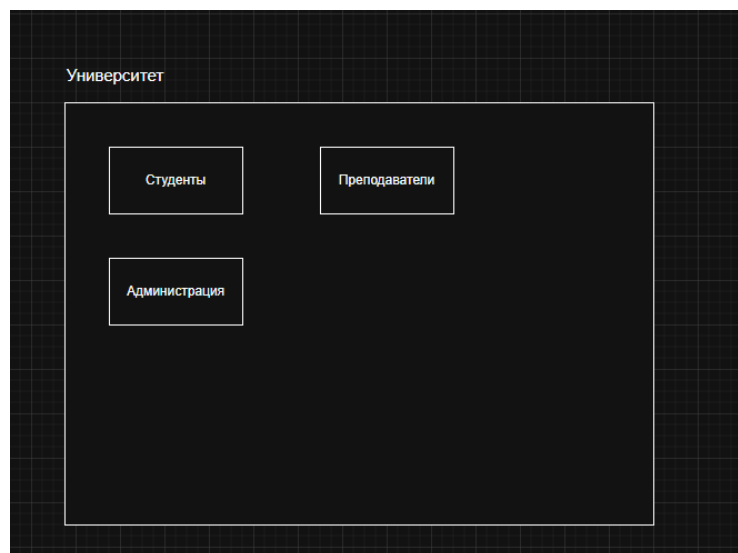 Университет
Студенты
Преподаватели
Администрация